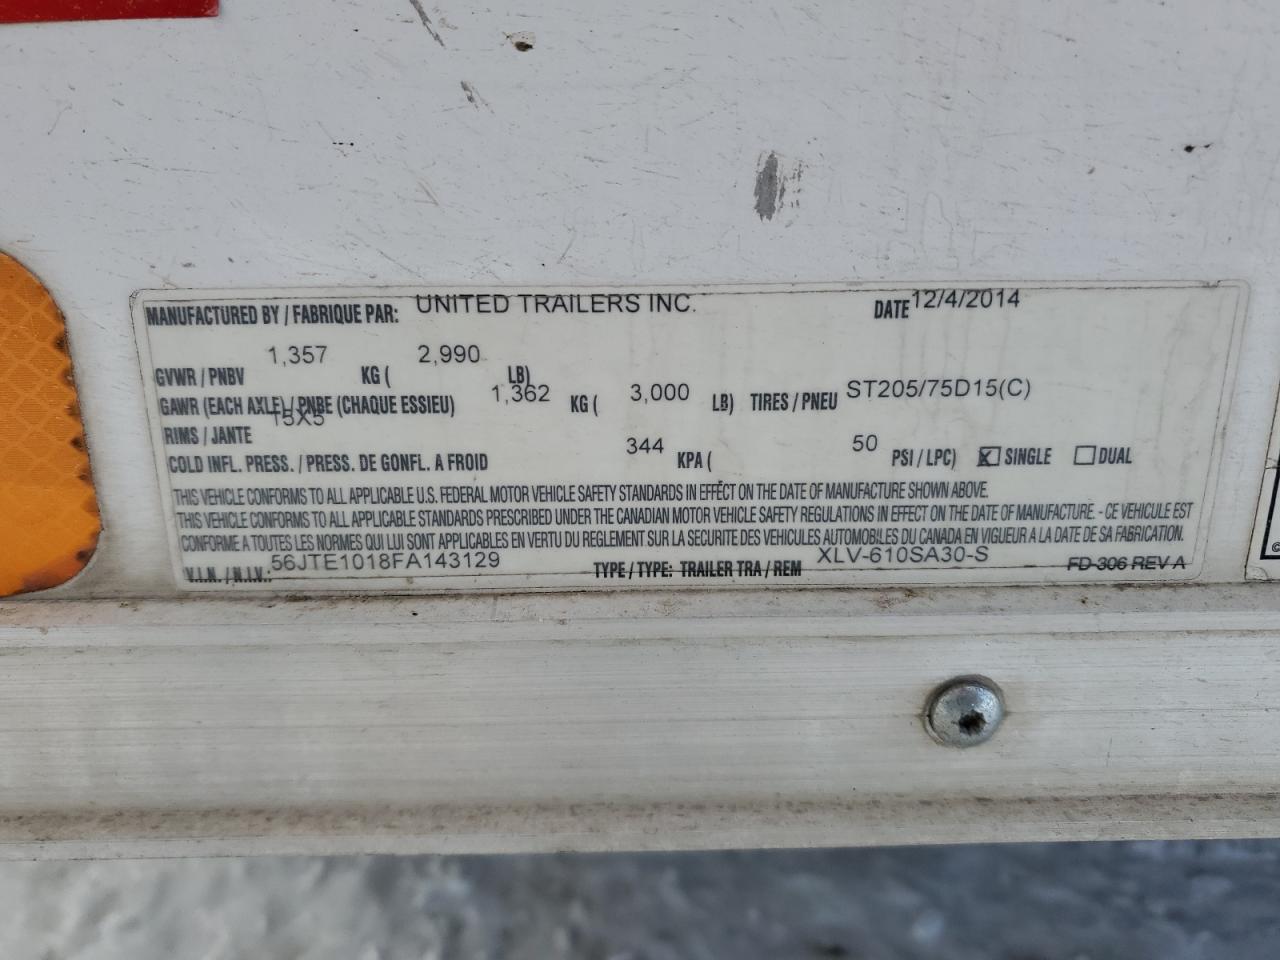 MANUFACTURED BY / FABRIQUE PAR: UNITED TRAILERS INC. DATE 12/4/2014
GVWR / PNBV 1,357 KG ( 2,990 LB)
GAWR (EACH AXLE) / PNBE (CHAQUE ESSIEU) 1,362 KG ( 3,000 LB) TIRES / PNEU ST205/75D15(C)
RIMS / JANTE 15X5
COLD INFL. PRESS. / PRESS. DE GONFL. A FROID 344 KPA ( 50 PSI / LPC) SINGLE DUAL
THIS VEHICLE CONFORMS TO ALL APPLICABLE U.S. FEDERAL MOTOR VEHICLE SAFETY STANDARDS IN EFFECT ON THE DATE OF MANUFACTURE SHOWN ABOVE.
THIS VEHICLE CONFORMS TO ALL APPLICABLE STANDARDS PRESCRIBED UNDER THE CANADIAN MOTOR VEHICLE SAFETY REGULATIONS IN EFFECT ON THE DATE OF MANUFACTURE. - CE VEHICULE EST
CONFORME A TOUTES LES NORMES QUI LUI SONT APPLICABLES EN VERTU DU REGLEMENT SUR LA SECURITE DES VEHICULES AUTOMOBILES DU CANADA EN VIGUEUR A LA DATE DE SA FABRICATION.
V.I.N. / N.I.V.: 56JTE1018FA143129 TYPE / TYPE: TRAILER TRA / REM XLV-610SA30-S FD-306 REV A